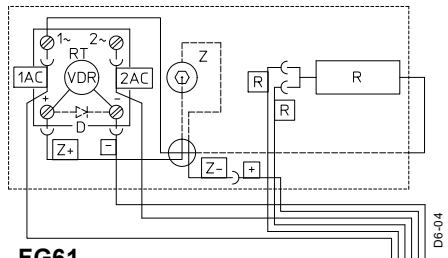 1~ 2~
RT
Z
1AC VDR 2AC
R R
R
+ −
D
Z+ −
Z− +
D6-04
EG61